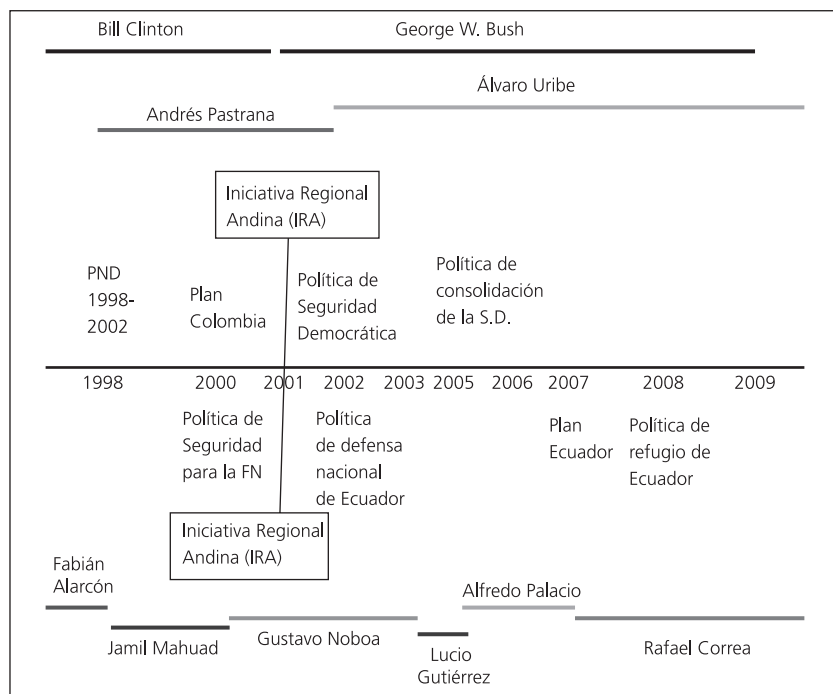 Bill Clinton
George W. Bush
Álvaro Uribe
Andrés Pastrana
Iniciativa Regional
Andina (IRA)
PND
1998-
2002
Plan
Colombia
Política de
Seguridad
Democrática
Política de
consolidación
de la S.D.
1998 2000 2001 2002 2003 2005 2006 2007 2008 2009
Política de
Seguridad
para la FN
Política
de defensa
nacional
de Ecuador
Plan
Ecuador
Política de
refugio de
Ecuador
Iniciativa Regional
Andina (IRA)
Fabián
Alarcón
Jamil Mahuad
Gustavo Noboa
Lucio
Gutiérrez
Alfredo Palacio
Rafael Correa